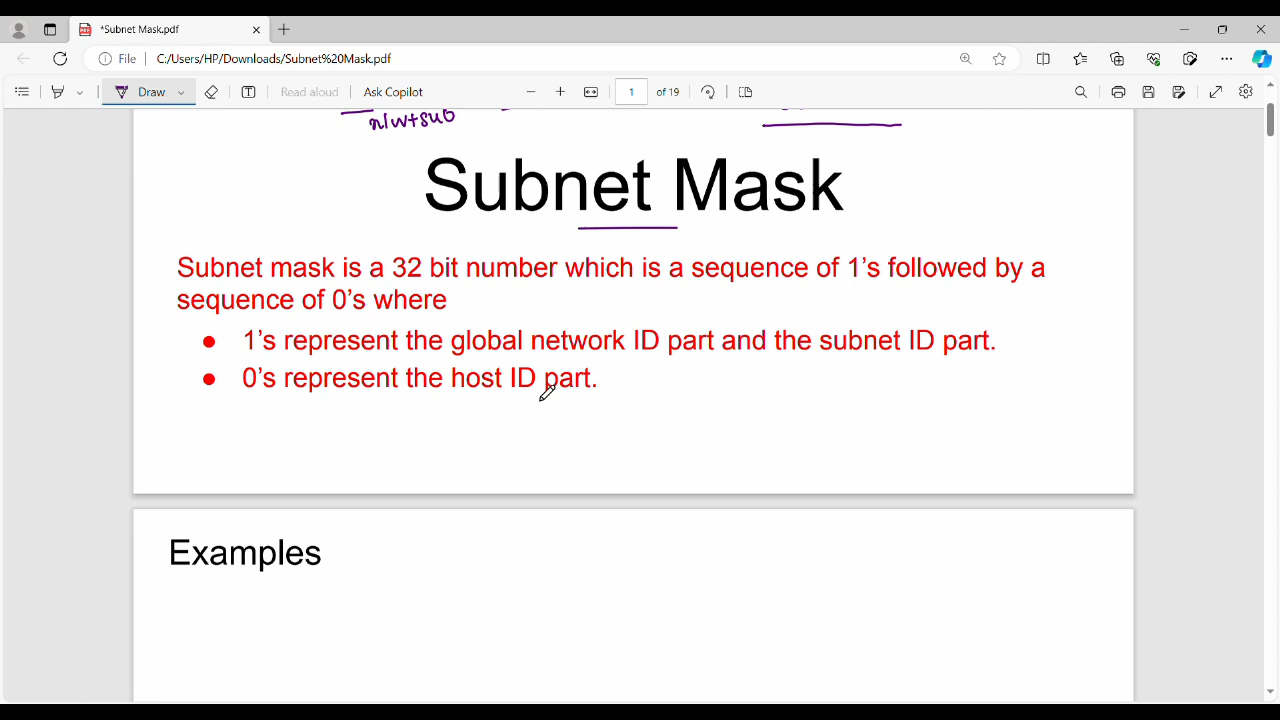 *Subnet Mask.pdf
File C:/Users/HP/Downloads/Subnet%20Mask.pdf
Draw Read aloud Ask Copilot 1 of 19
n/w+sub
Subnet Mask
Subnet mask is a 32 bit number which is a sequence of 1's followed by a
sequence of 0's where
● 1's represent the global network ID part and the subnet ID part.
● 0's represent the host ID part.
Examples